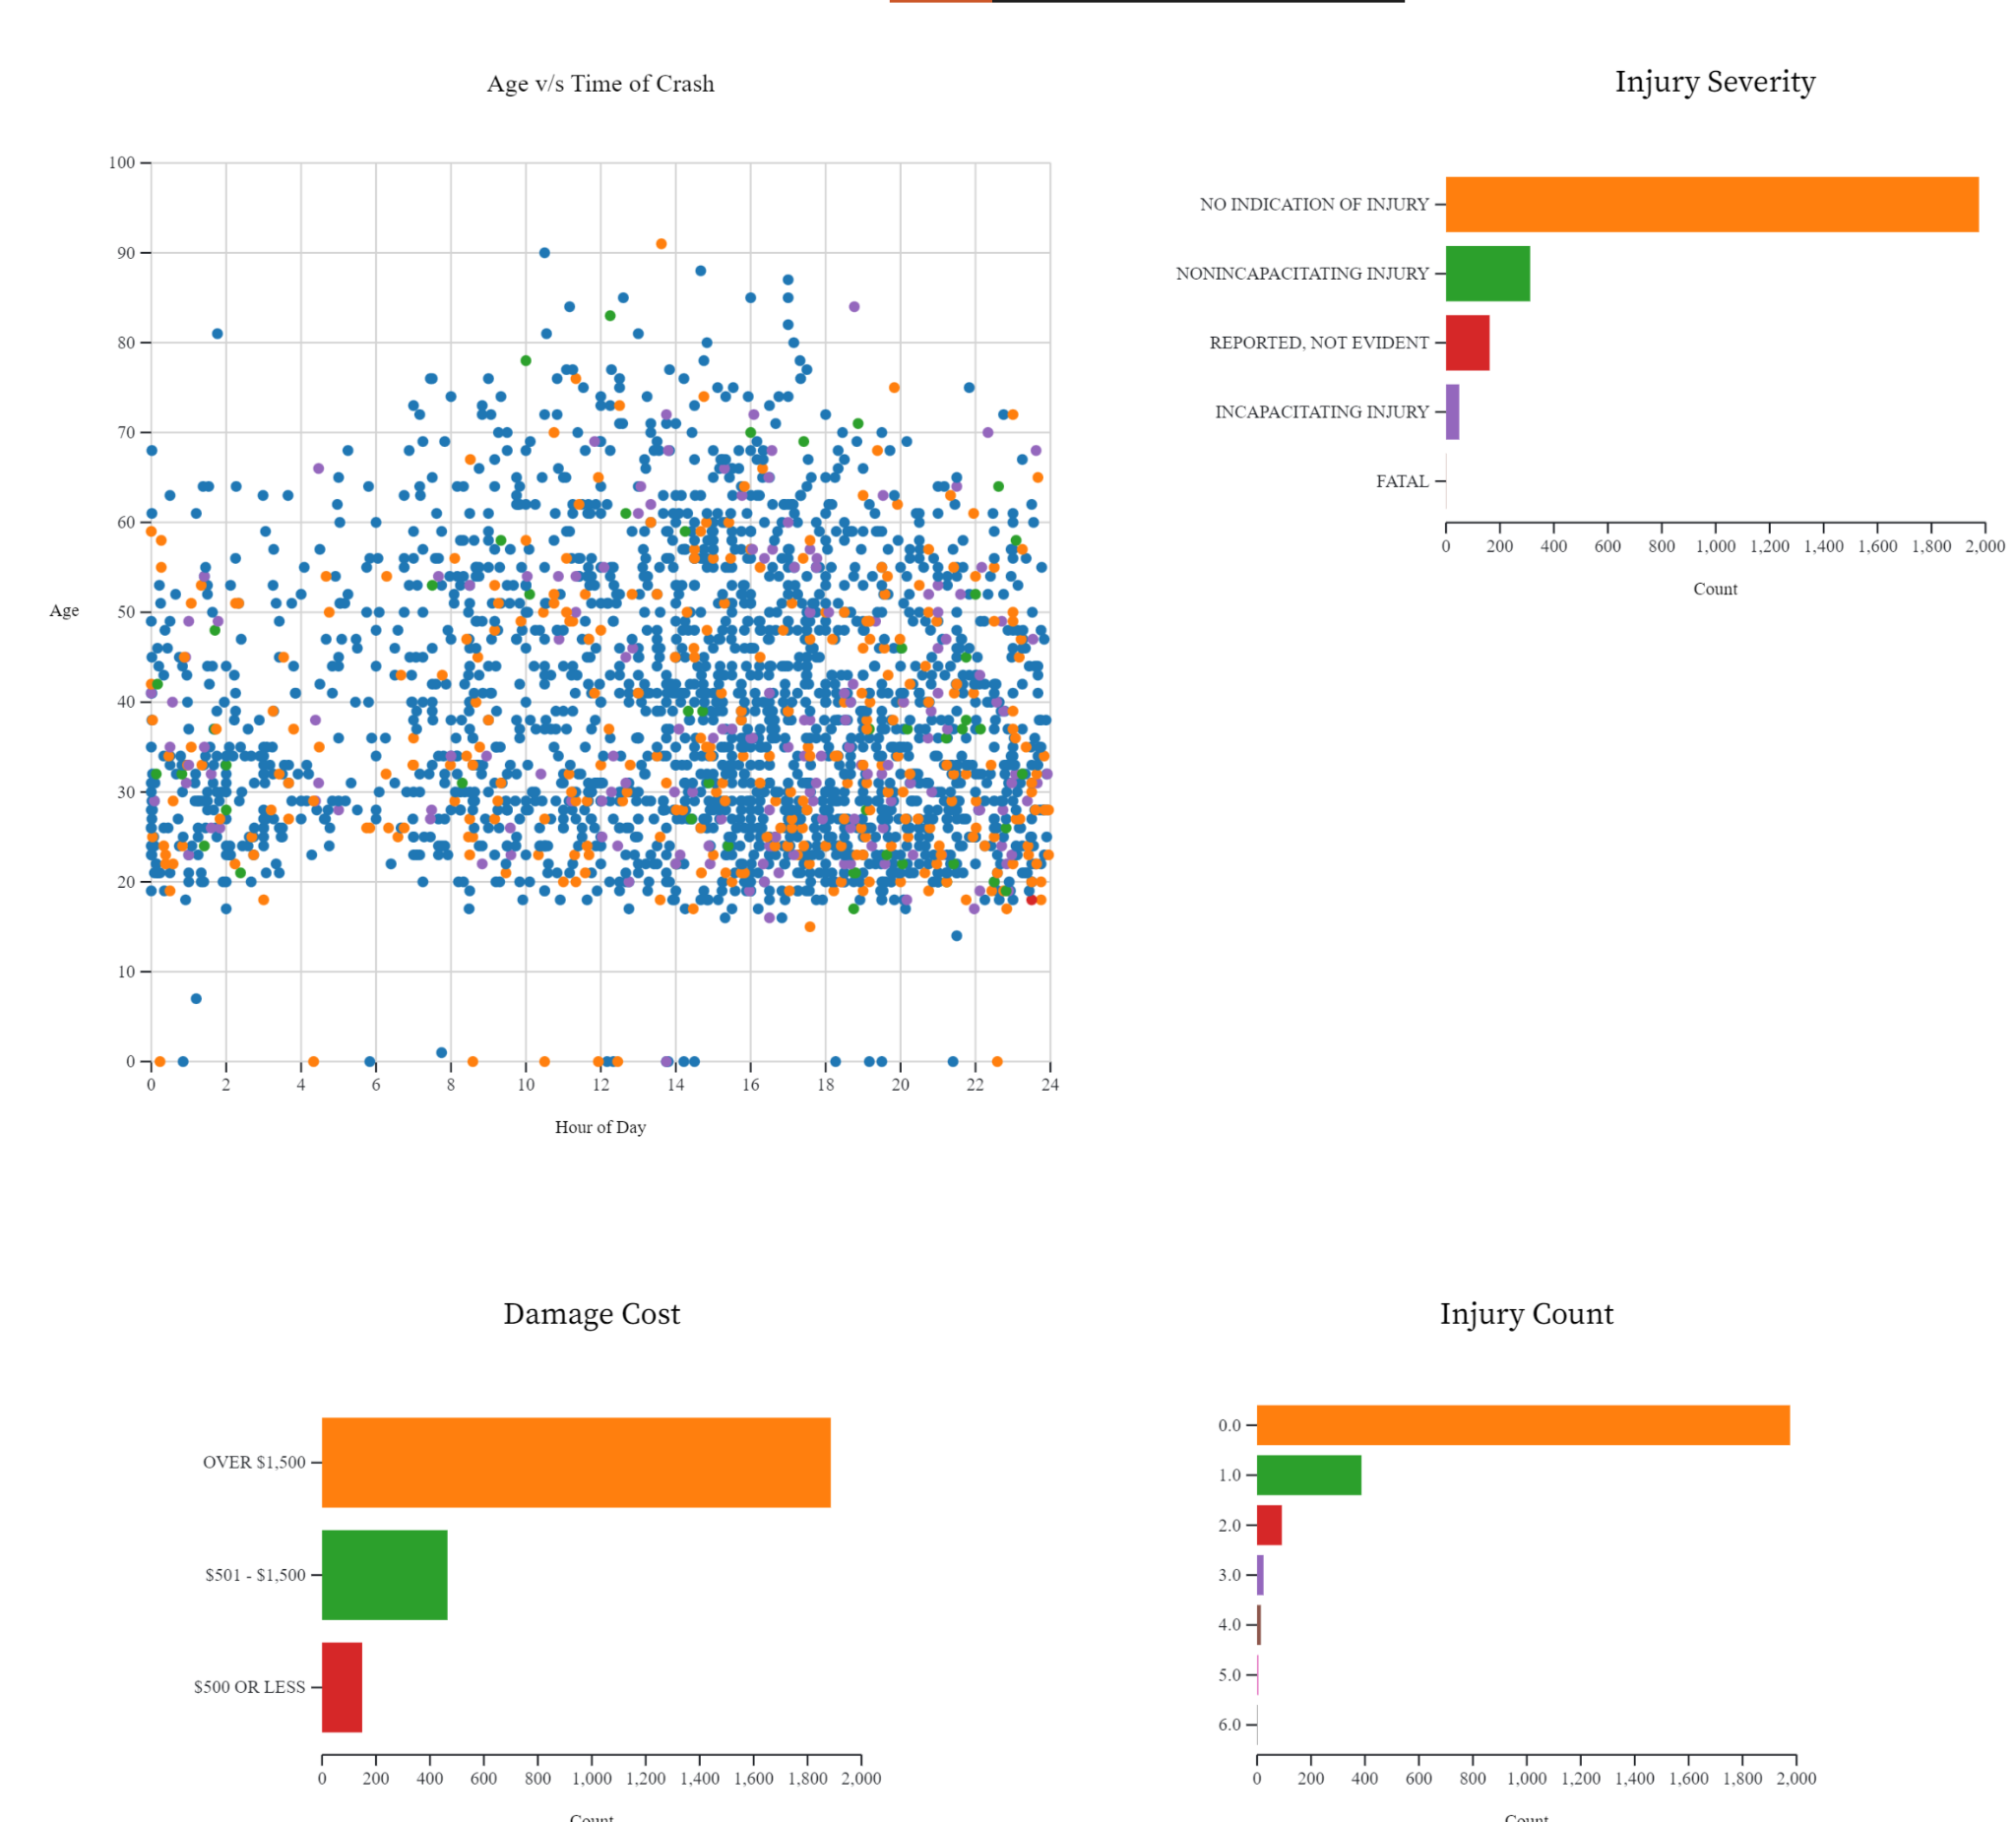 Age v/s Time of Crash
100
90
80
70
60
50
40
30
20
10
0
Age
0 2 4 6 8 10 12 14 16 18 20 22 24
Hour of Day
Injury Severity
NO INDICATION OF INJURY
NONINCAPACITATING INJURY
REPORTED, NOT EVIDENT
INCAPACITATING INJURY
FATAL
0 200 400 600 800 1,000 1,200 1,400 1,600 1,800 2,000
Count
Damage Cost
OVER $1,500
$501 - $1,500
$500 OR LESS
0 200 400 600 800 1,000 1,200 1,400 1,600 1,800 2,000
Count
Injury Count
0.0
1.0
2.0
3.0
4.0
5.0
6.0
0 200 400 600 800 1,000 1,200 1,400 1,600 1,800 2,000
Count